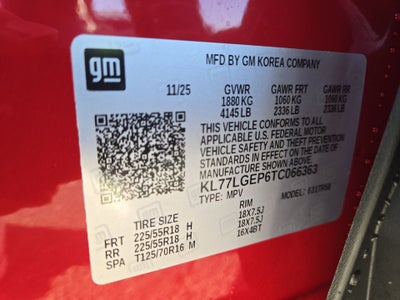 gm
MFD BY GM KOREA COMPANY
11/25 GVWR GAWR FRT GAWR RR
1880 KG 1060 KG 1060 KG
4145 LB 2336 LB 2336 LB
THIS VEHICLE CONFORMS TO ALL
APPLICABLE U.S. FEDERAL MOTOR
VEHICLE SAFETY STANDARDS IN EFFECT ON
THE DATE OF MANUFACTURE SHOWN ABOVE.
KL77LGEP6TC066363
TYPE: MPV MODEL:
TIRE SIZE RIM
FRT 225/55R18 H 18X7.5J
RR 225/55R18 H 18X7.5J
SPA T125/70R16 M 16X4BT